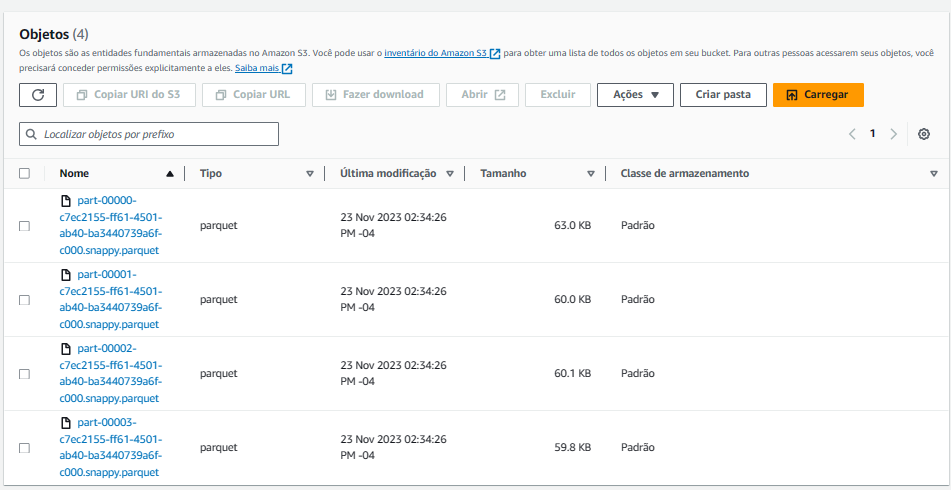 Objetos (4)
Os objetos são as entidades fundamentais armazenadas no Amazon S3. Você pode usar o inventário do Amazon S3 para obter uma lista de todos os objetos em seu bucket. Para outras pessoas acessarem seus objetos, você
precisará conceder permissões explicitamente a eles. Saiba mais
Copiar URI do S3 Copiar URL Fazer download Abrir Excluir Ações Criar pasta Carregar
Localizar objetos por prefixo 1
Nome Tipo Última modificação Tamanho Classe de armazenamento
part-00000-
c7ec2155-ff61-4501-
ab40-ba3440739a6f-
c000.snappy.parquet
parquet
23 Nov 2023 02:34:26
PM -04
63.0 KB
Padrão
part-00001-
c7ec2155-ff61-4501-
ab40-ba3440739a6f-
c000.snappy.parquet
parquet
23 Nov 2023 02:34:26
PM -04
60.0 KB
Padrão
part-00002-
c7ec2155-ff61-4501-
ab40-ba3440739a6f-
c000.snappy.parquet
parquet
23 Nov 2023 02:34:26
PM -04
60.1 KB
Padrão
part-00003-
c7ec2155-ff61-4501-
ab40-ba3440739a6f-
c000.snappy.parquet
parquet
23 Nov 2023 02:34:26
PM -04
59.8 KB
Padrão